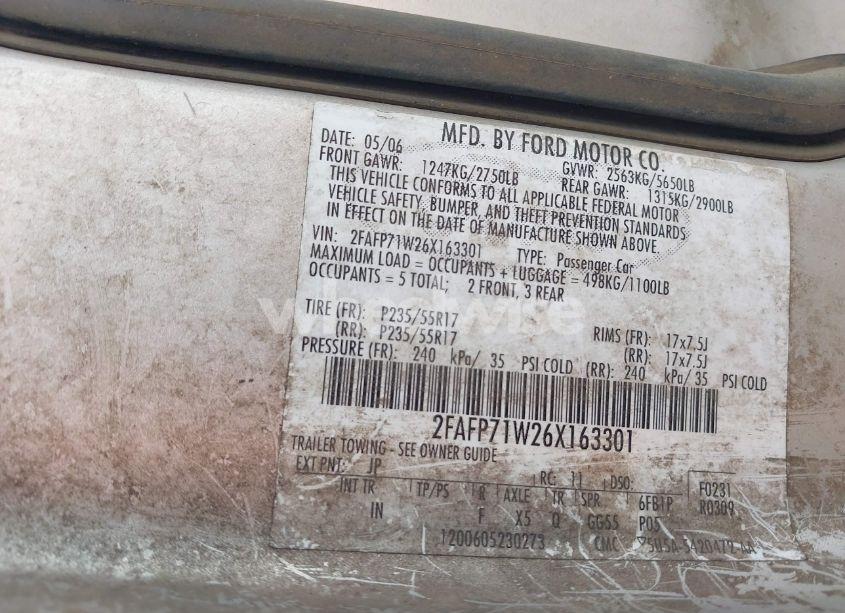 MFD. BY FORD MOTOR CO.
DATE: 05/06 GVWR: 2563KG/5650LB
FRONT GAWR: 1247KG/2750LB REAR GAWR: 1315KG/2900LB
THIS VEHICLE CONFORMS TO ALL APPLICABLE FEDERAL MOTOR
VEHICLE SAFETY, BUMPER, AND THEFT PREVENTION STANDARDS
IN EFFECT ON THE DATE OF MANUFACTURE SHOWN ABOVE.
VIN: 2FAFP71W26X163301 TYPE: Passenger Car
MAXIMUM LOAD = OCCUPANTS + LUGGAGE = 498KG/1100LB
OCCUPANTS = 5 TOTAL; 2 FRONT, 3 REAR
TIRE (FR): P235/55R17 RIMS (FR): 17x7.5J
(RR): P235/55R17 (RR): 17x7.5J
PRESSURE (FR): 240 kPa/ 35 PSI COLD (RR): 240 kPa/ 35 PSI COLD
2FAFP71W26X163301
TRAILER TOWING - SEE OWNER GUIDE
EXT PNT: JP RC: 11 DSO: F0231
INT TR TP/PS R AXLE TR SPR 6FB1P R0309
IN F X5 Q GG55 P05
1200605230273 CMC 5U5A-5420472-AA